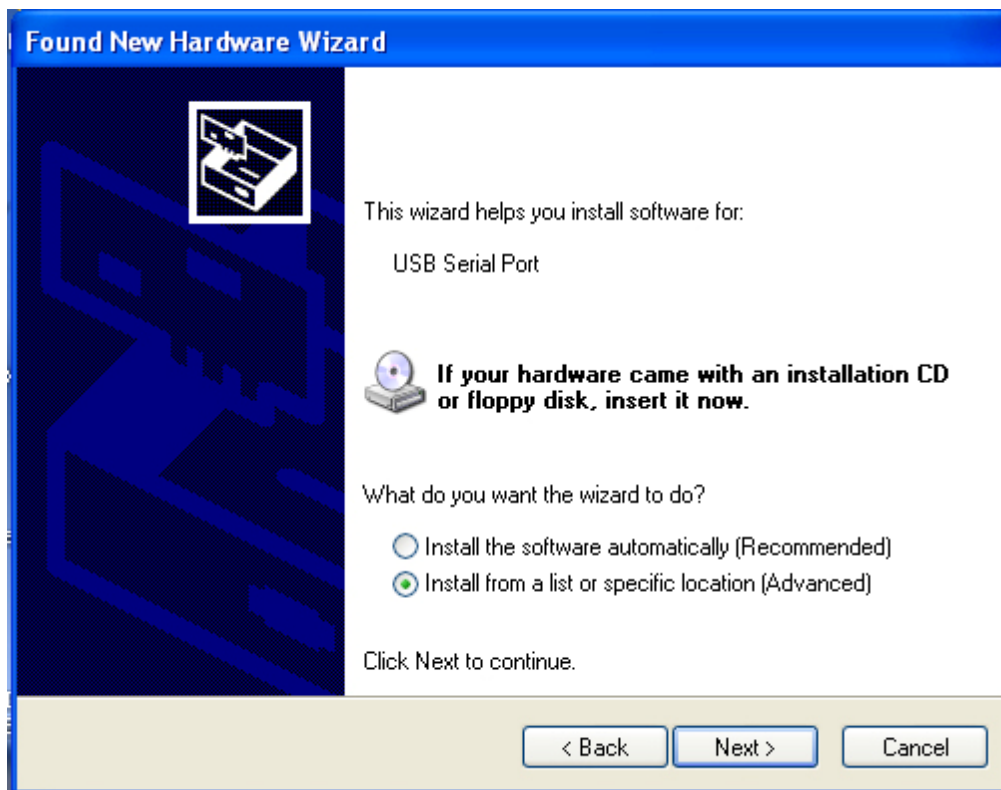 Found New Hardware Wizard
This wizard helps you install software for:
USB Serial Port
If your hardware came with an installation CD
or floppy disk, insert it now.
What do you want the wizard to do?
Install the software automatically (Recommended)
Install from a list or specific location (Advanced)
Click Next to continue.
< Back
Next >
Cancel